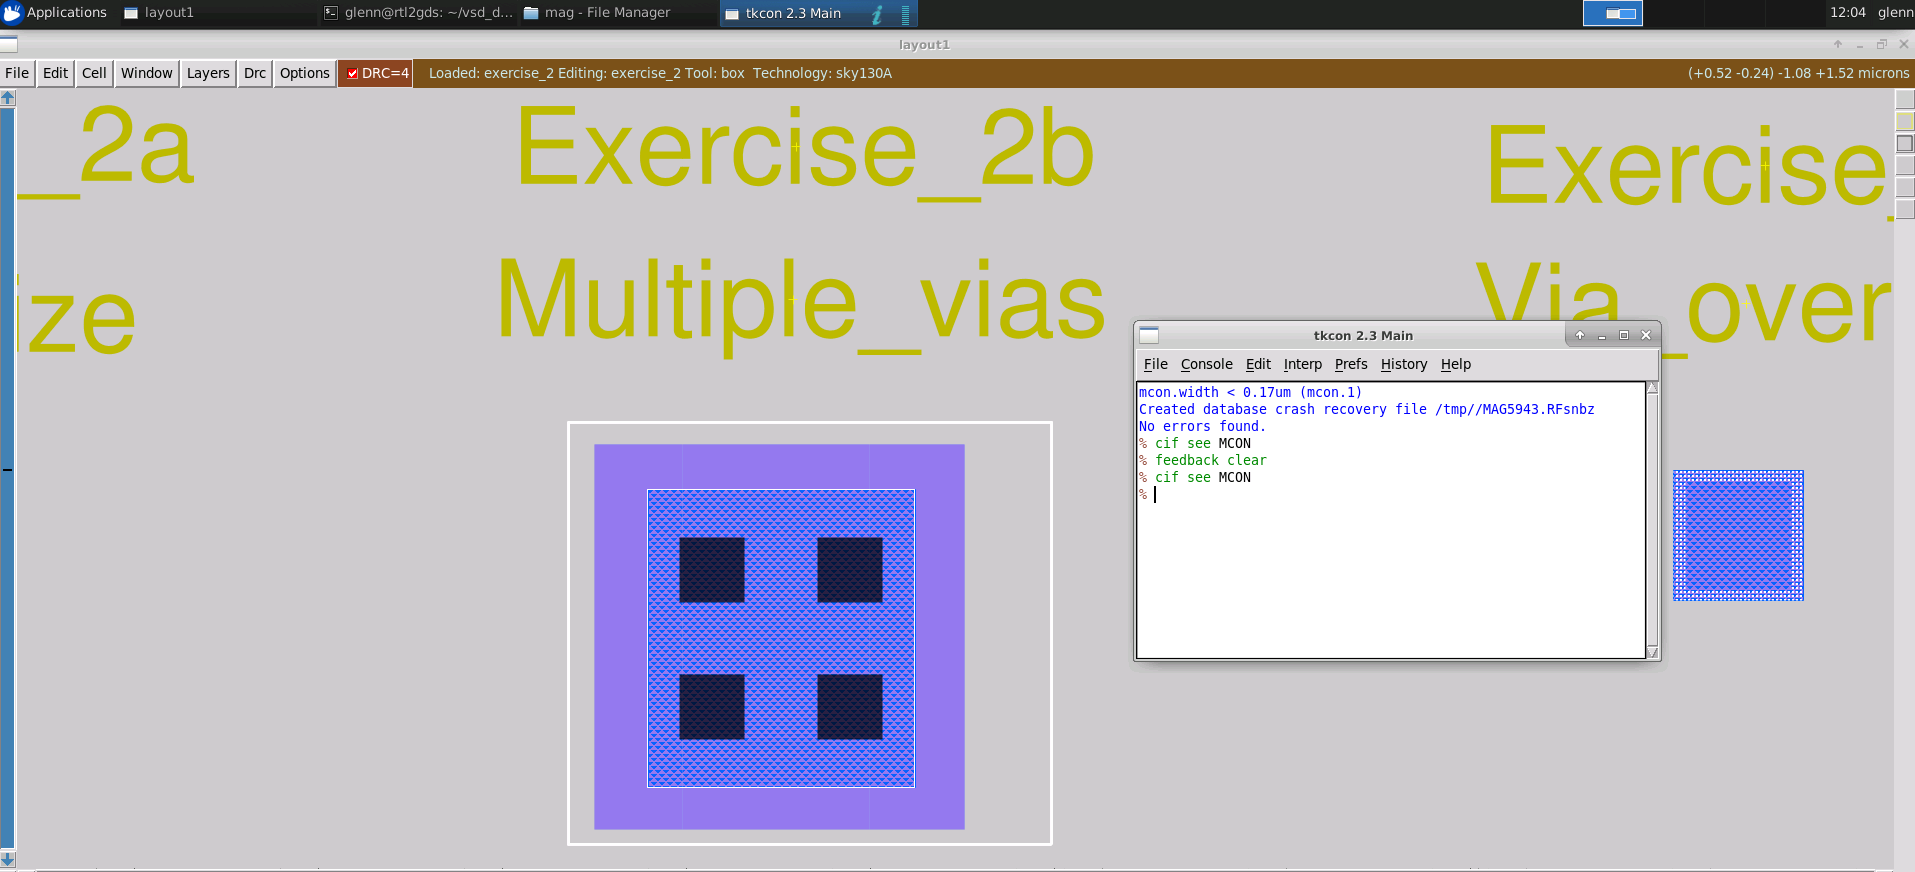 Applications layout1 glenn@rtl2gds: ~/vsd_d... mag - File Manager tkcon 2.3 Main 12:04 glenn
layout1
File Edit Cell Window Layers Drc Options DRC=4 Loaded: exercise_2 Editing: exercise_2 Tool: box Technology: sky130A (+0.52 -0.24) -1.08 +1.52 microns
_2a Exercise_2b Exercise_
ize Multiple_vias Via_over
tkcon 2.3 Main
File Console Edit Interp Prefs History Help
mcon.width < 0.17um (mcon.1)
Created database crash recovery file /tmp//MAG5943.RFsnbz
No errors found.
% cif see MCON
% feedback clear
% cif see MCON
%